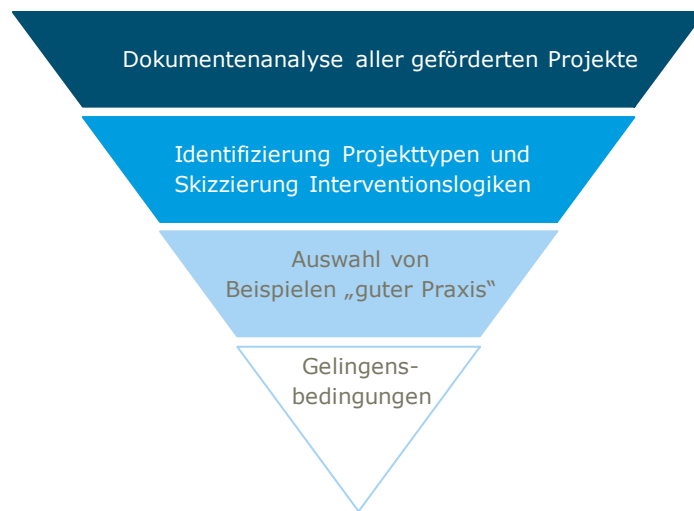 Dokumentenanalyse aller geförderten Projekte
Identifizierung Projekttypen und
Skizzierung Interventionslogiken
Auswahl von
Beispielen „guter Praxis“
Gelingens-
bedingungen